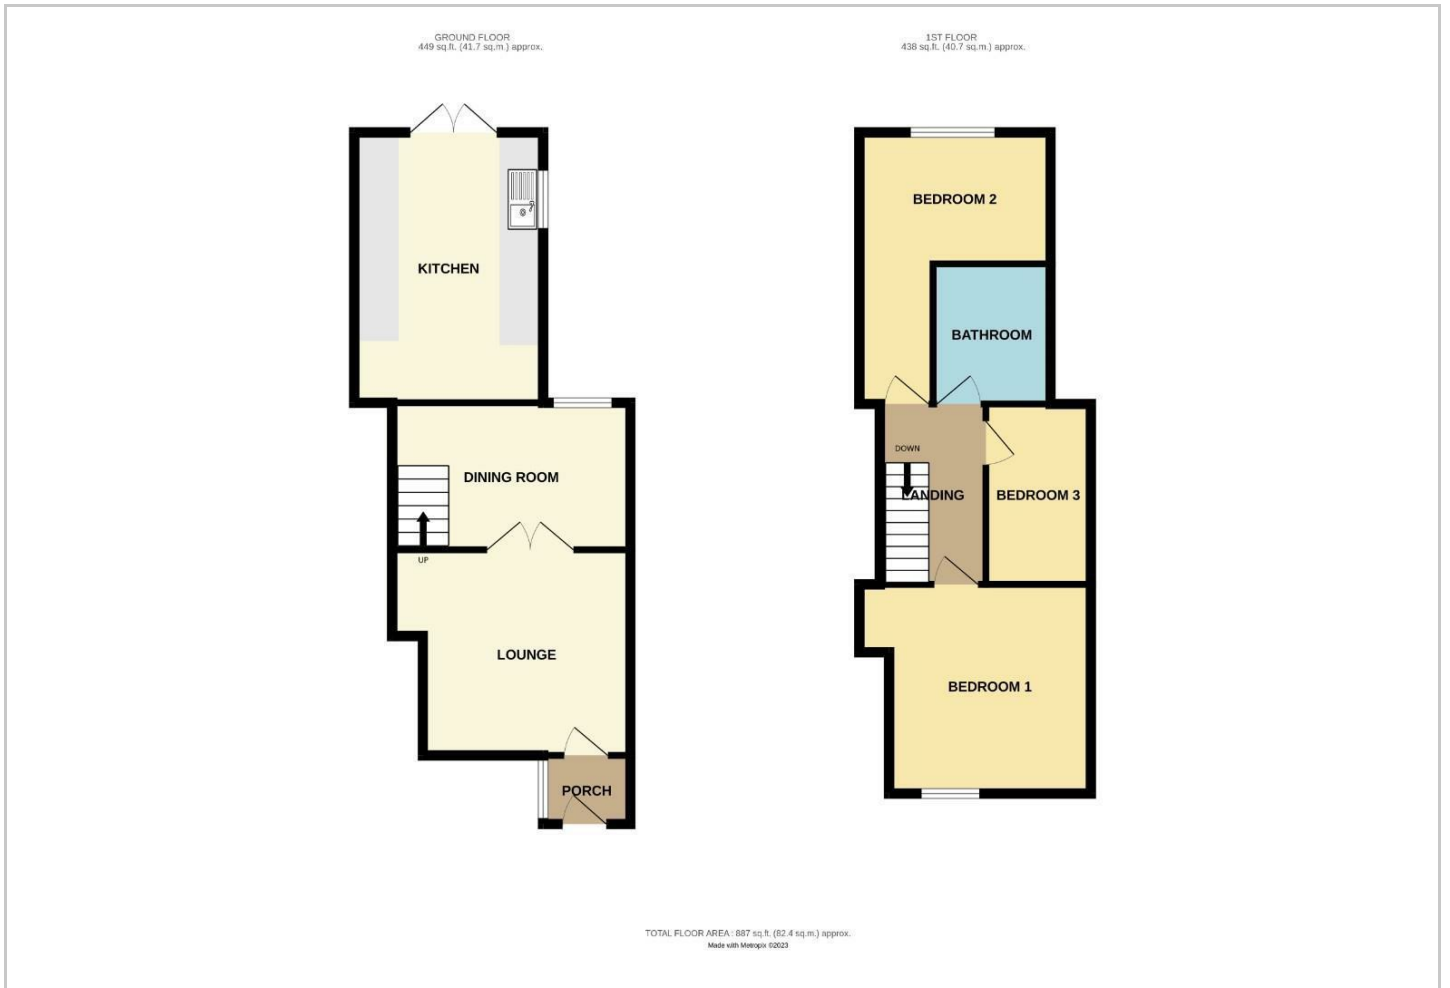 GROUND FLOOR
449 sq.ft. (41.7 sq.m.) approx.
1ST FLOOR
438 sq.ft. (40.7 sq.m.) approx.
KITCHEN
DINING ROOM
UP
LOUNGE
PORCH
BEDROOM 2
BATHROOM
DOWN
LANDING
BEDROOM 3
BEDROOM 1
TOTAL FLOOR AREA : 887 sq.ft. (82.4 sq.m.) approx.
Made with Metropix ©2023